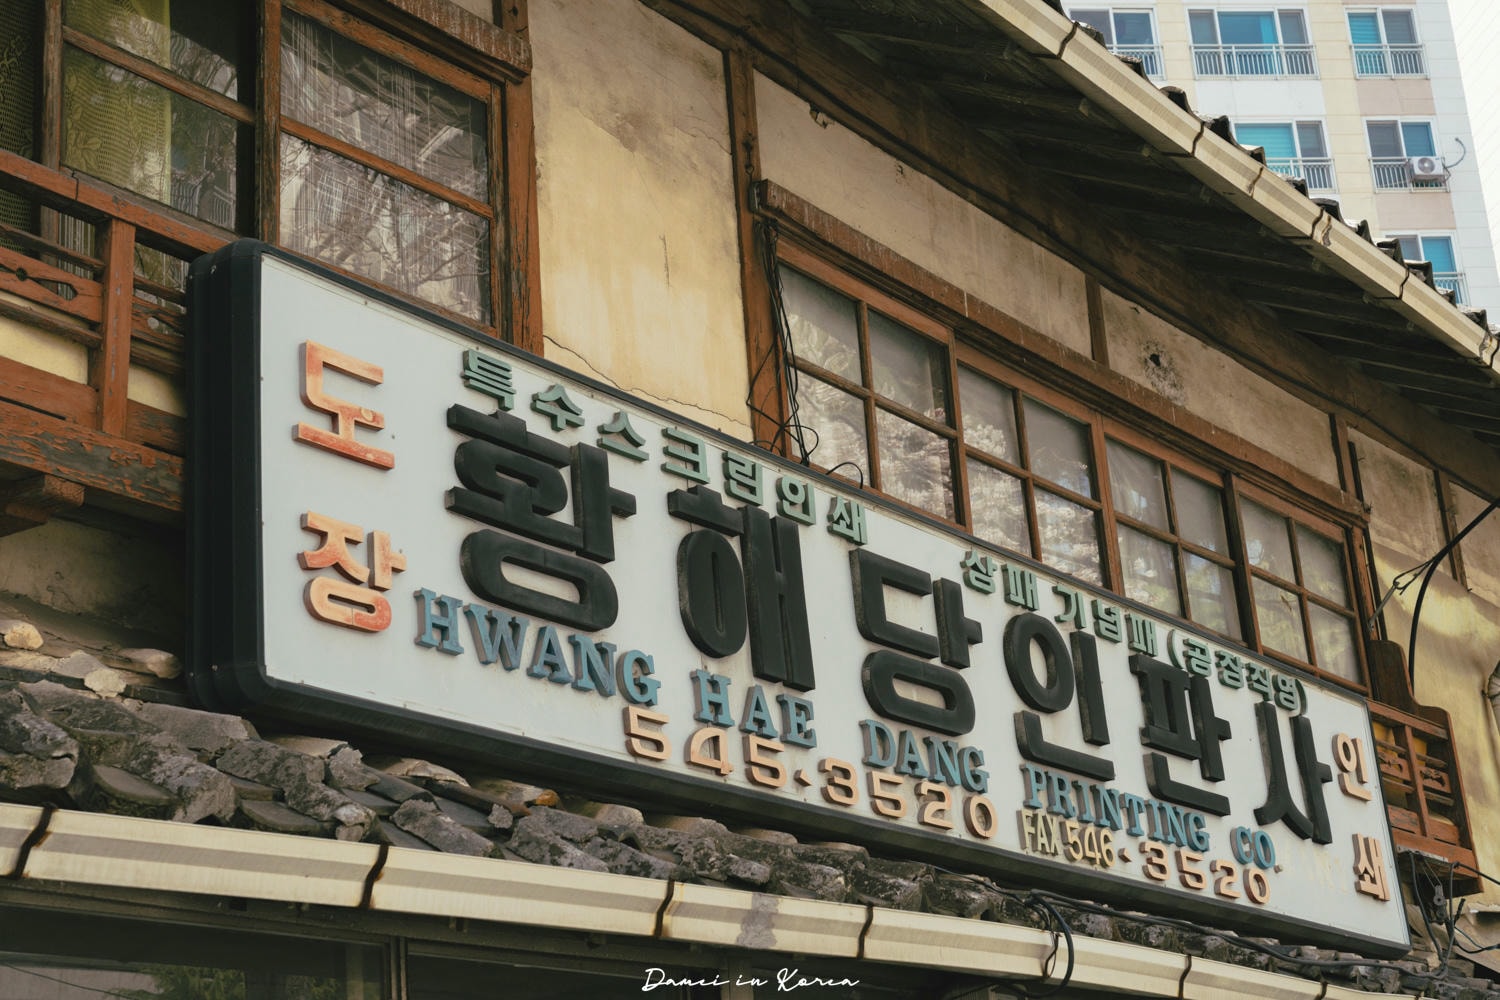 도장
특수스크린인쇄
상패 기념패 (공장직영)
황해당인판사
HWANG HAE DANG PRINTING CO
545-3520
FAX 546-3520
인쇄
Damei in Korea